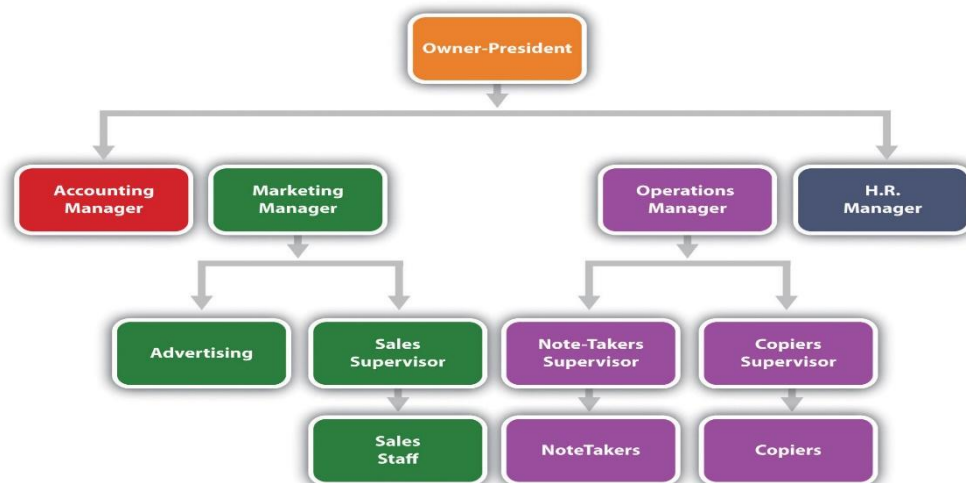 Owner-President
Accounting
Manager
Marketing
Manager
Operations
Manager
H.R.
Manager
Advertising
Sales
Supervisor
Note-Takers
Supervisor
Copiers
Supervisor
Sales
Staff
NoteTakers
Copiers